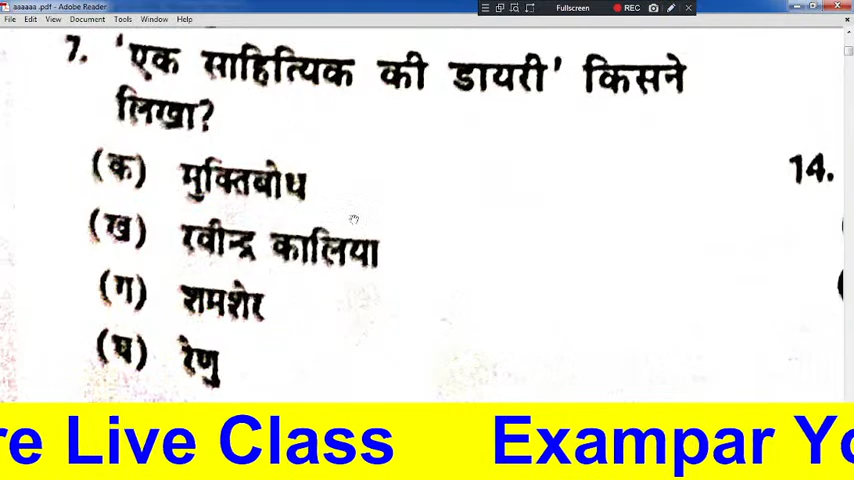 aaaaaa .pdf - Adobe Reader
File Edit View Document Tools Window Help
Fullscreen REC
7. 'एक साहित्यिक की डायरी' किसने
लिखा?
(क) मुक्तिबोध
14.
(ख) रवीन्द्र कालिया
(ग) शमशेर
(घ) रेणु
re Live Class Exampar Yo